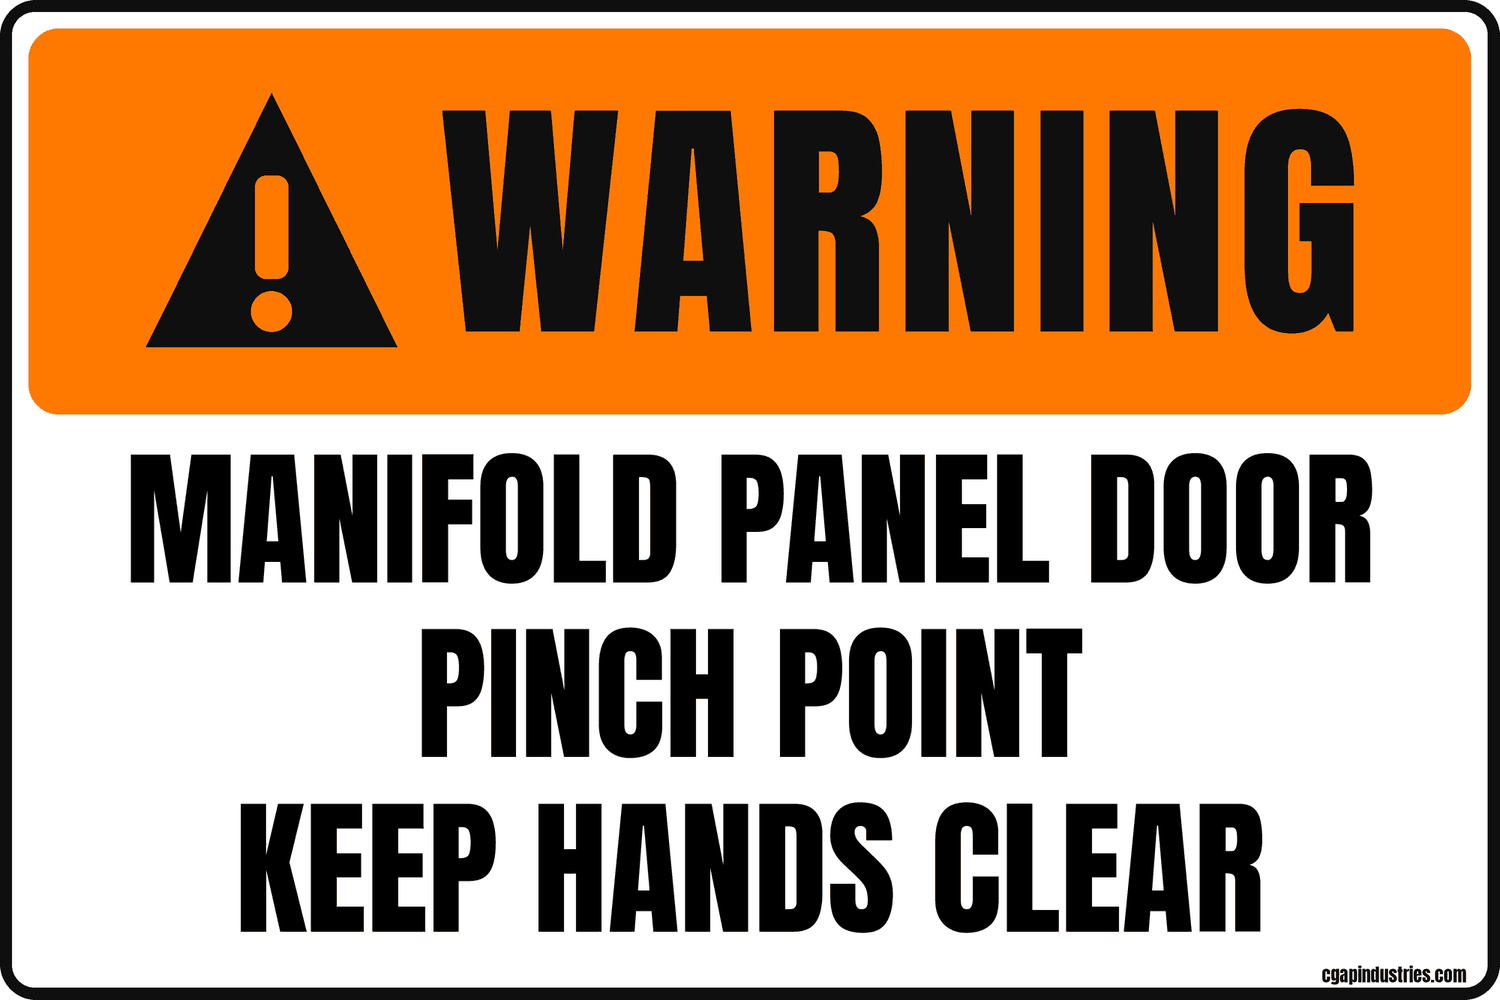 WARNING
MANIFOLD PANEL DOOR
PINCH POINT
KEEP HANDS CLEAR
cgapindustries.com